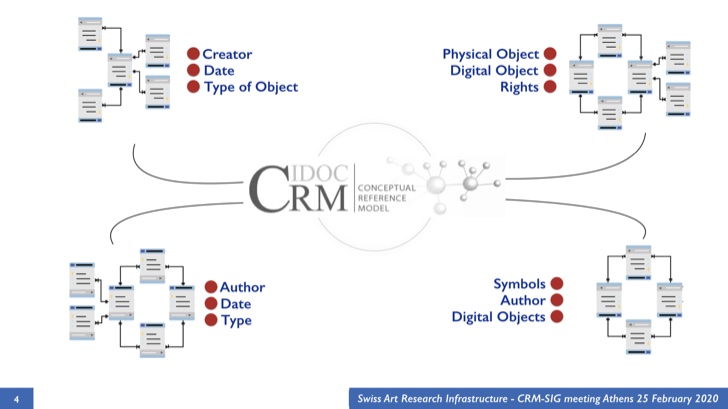 Creator
Date
Type of Object
Physical Object
Digital Object
Rights
CIDOC
CRM
CONCEPTUAL
REFERENCE
MODEL
Author
Date
Type
Symbols
Author
Digital Objects
4
Swiss Art Research Infrastructure - CRM-SIG meeting Athens 25 February 2020